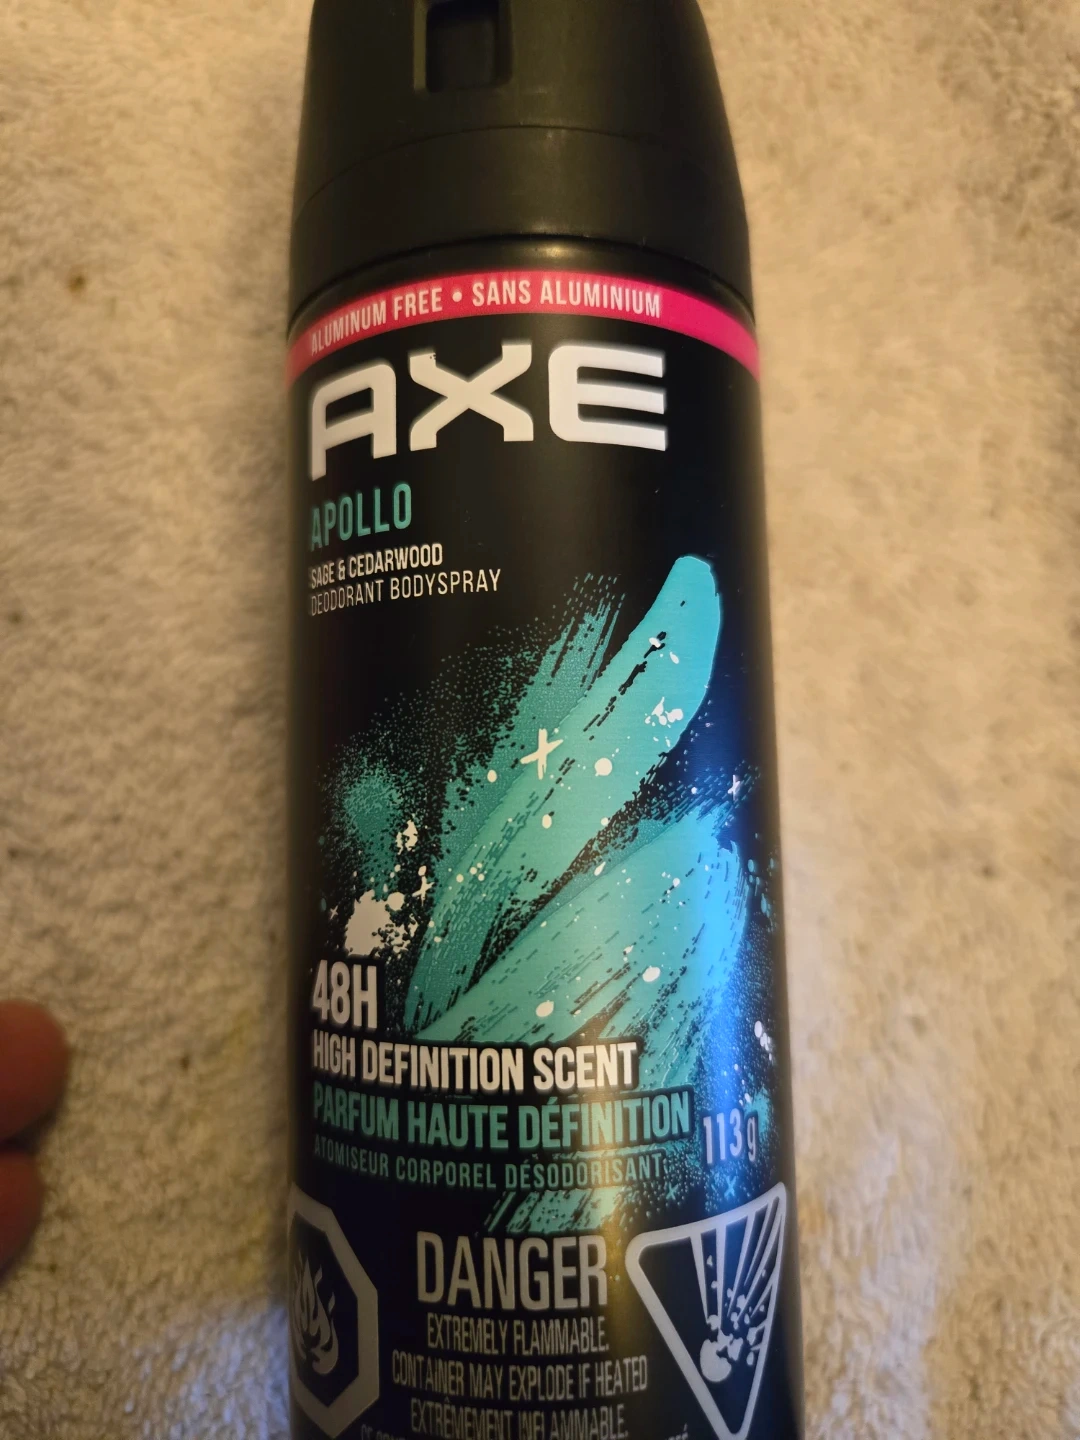 ALUMINUM FREE • SANS ALUMINIUM
AXE
APOLLO
SAGE & CEDARWOOD
DEODORANT BODYSPRAY
48H
HIGH DEFINITION SCENT
PARFUM HAUTE DÉFINITION
ATOMISEUR CORPOREL DÉSODORISANT
113g
DANGER
EXTREMELY FLAMMABLE.
CONTAINER MAY EXPLODE IF HEATED
EXTRÊMEMENT INFLAMMABLE.